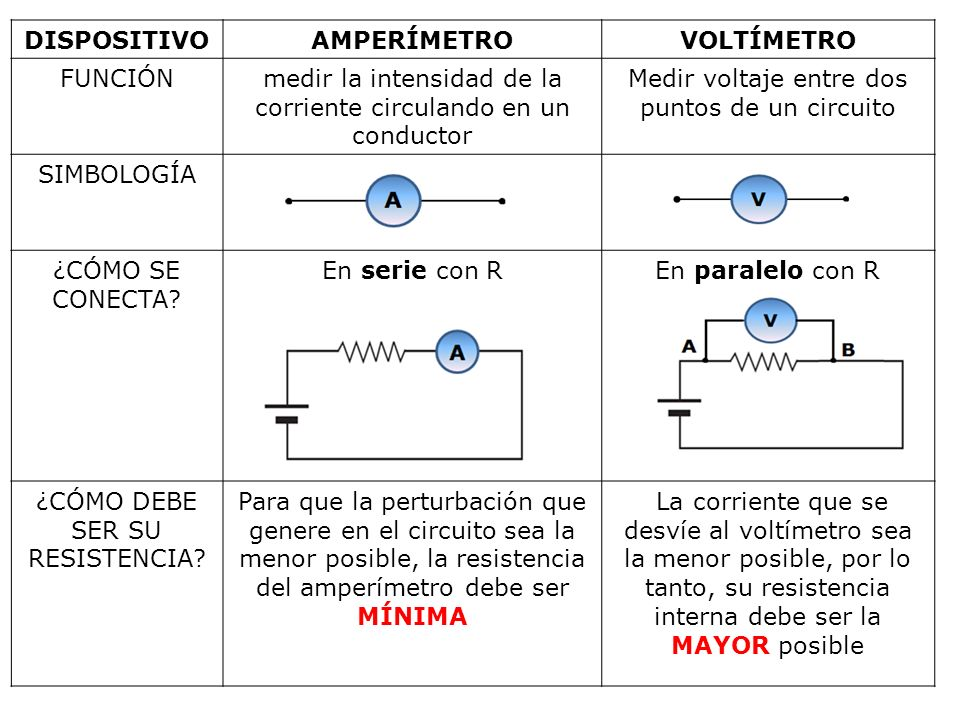 DISPOSITIVO
AMPERÍMETRO
VOLTÍMETRO
FUNCIÓN
medir la intensidad de la
corriente circulando en un
conductor
Medir voltaje entre dos
puntos de un circuito
SIMBOLOGÍA
A
V
¿CÓMO SE
CONECTA?
En serie con R
A
En paralelo con R
V
A
B
¿CÓMO DEBE
SER SU
RESISTENCIA?
Para que la perturbación que
genere en el circuito sea la
menor posible, la resistencia
del amperímetro debe ser
MÍNIMA
La corriente que se
desvíe al voltímetro sea
la menor posible, por lo
tanto, su resistencia
interna debe ser la
MAYOR posible